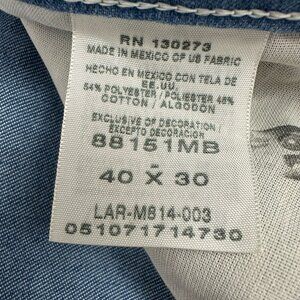 RN 130273
MADE IN MEXICO OF US FABRIC
HECHO EN MEXICO CON TELA DE
EE.UU.
54% POLYESTER / POLIESTER 46%
COTTON / ALGODON
EXCLUSIVE OF DECORATION /
EXCEPTO DECORACION
88151MB
40 X 30
LAR-M814-003
051071714730